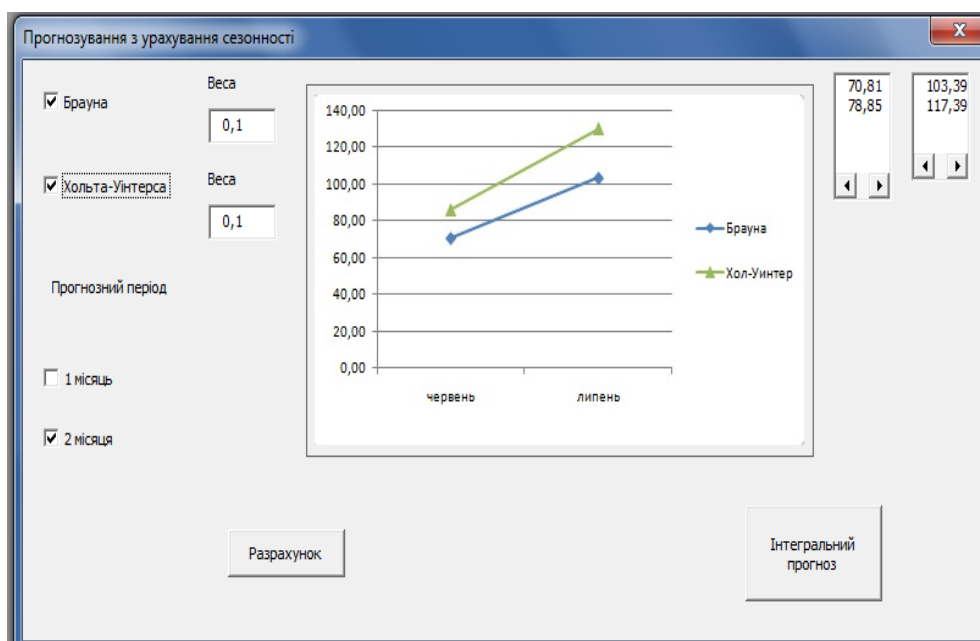 Прогнозування з урахування сезонності
x
Брауна
Веса
0,1
Хольта-Уінтерса
Веса
0,1
Прогнозний період
1 місяць
2 місяця
140,00
120,00
100,00
80,00
60,00
40,00
20,00
0,00
червень
липень
Брауна
Хол-Уинтер
70,81
78,85
103,39
117,39
Разрахунок
Інтегральний
прогноз